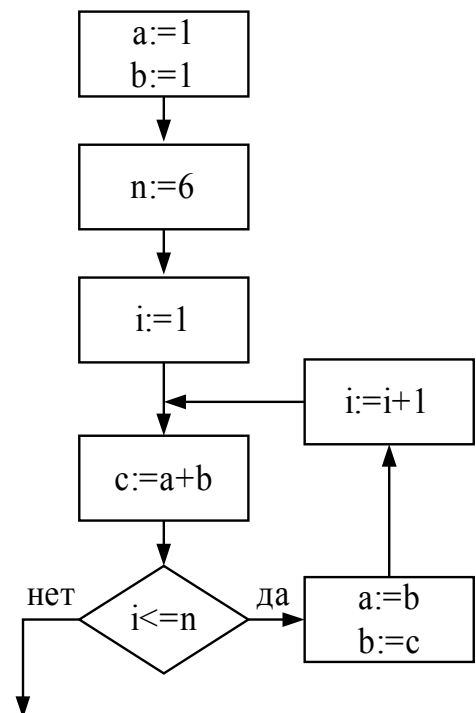 a:=1
b:=1
n:=6
i:=1
i:=i+1
c:=a+b
нет
i<=n
да
a:=b
b:=c